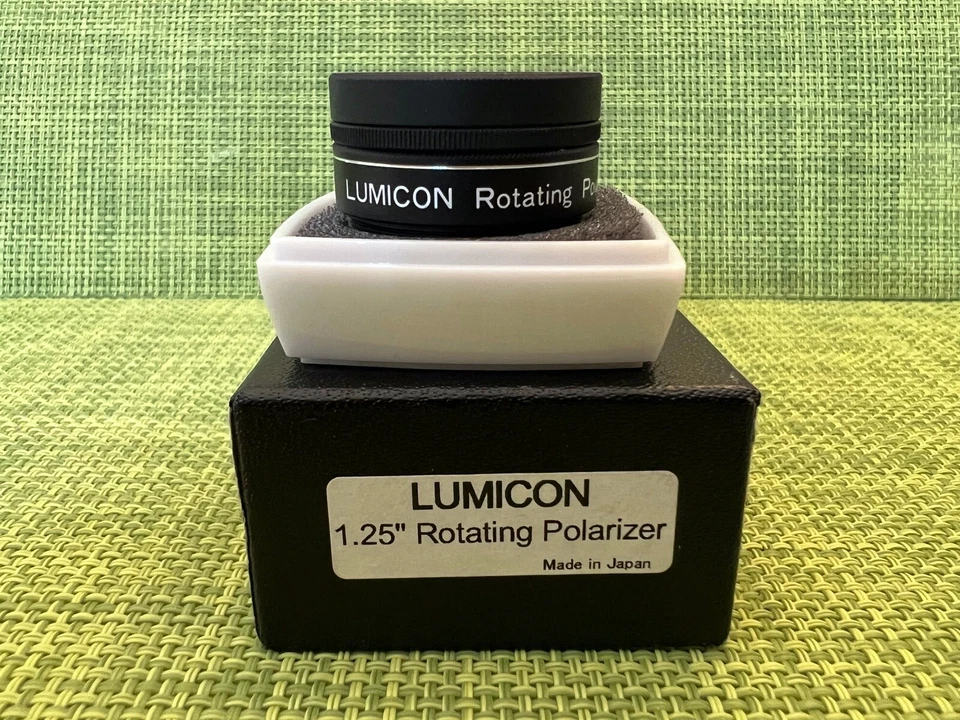 LUMICON Rotating
LUMICON
1.25" Rotating Polarizer
Made in Japan